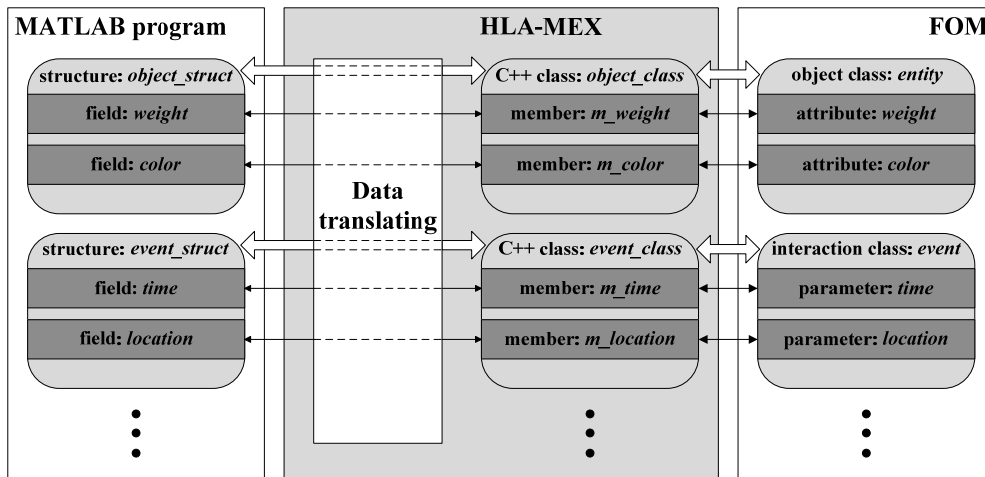 MATLAB program
structure: object_struct
field: weight
field: color
structure: event_struct
field: time
field: location
HLA-MEX
Data
translating
C++ class: object_class
member: m_weight
member: m_color
C++ class: event_class
member: m_time
member: m_location
FOM
object class: entity
attribute: weight
attribute: color
interaction class: event
parameter: time
parameter: location